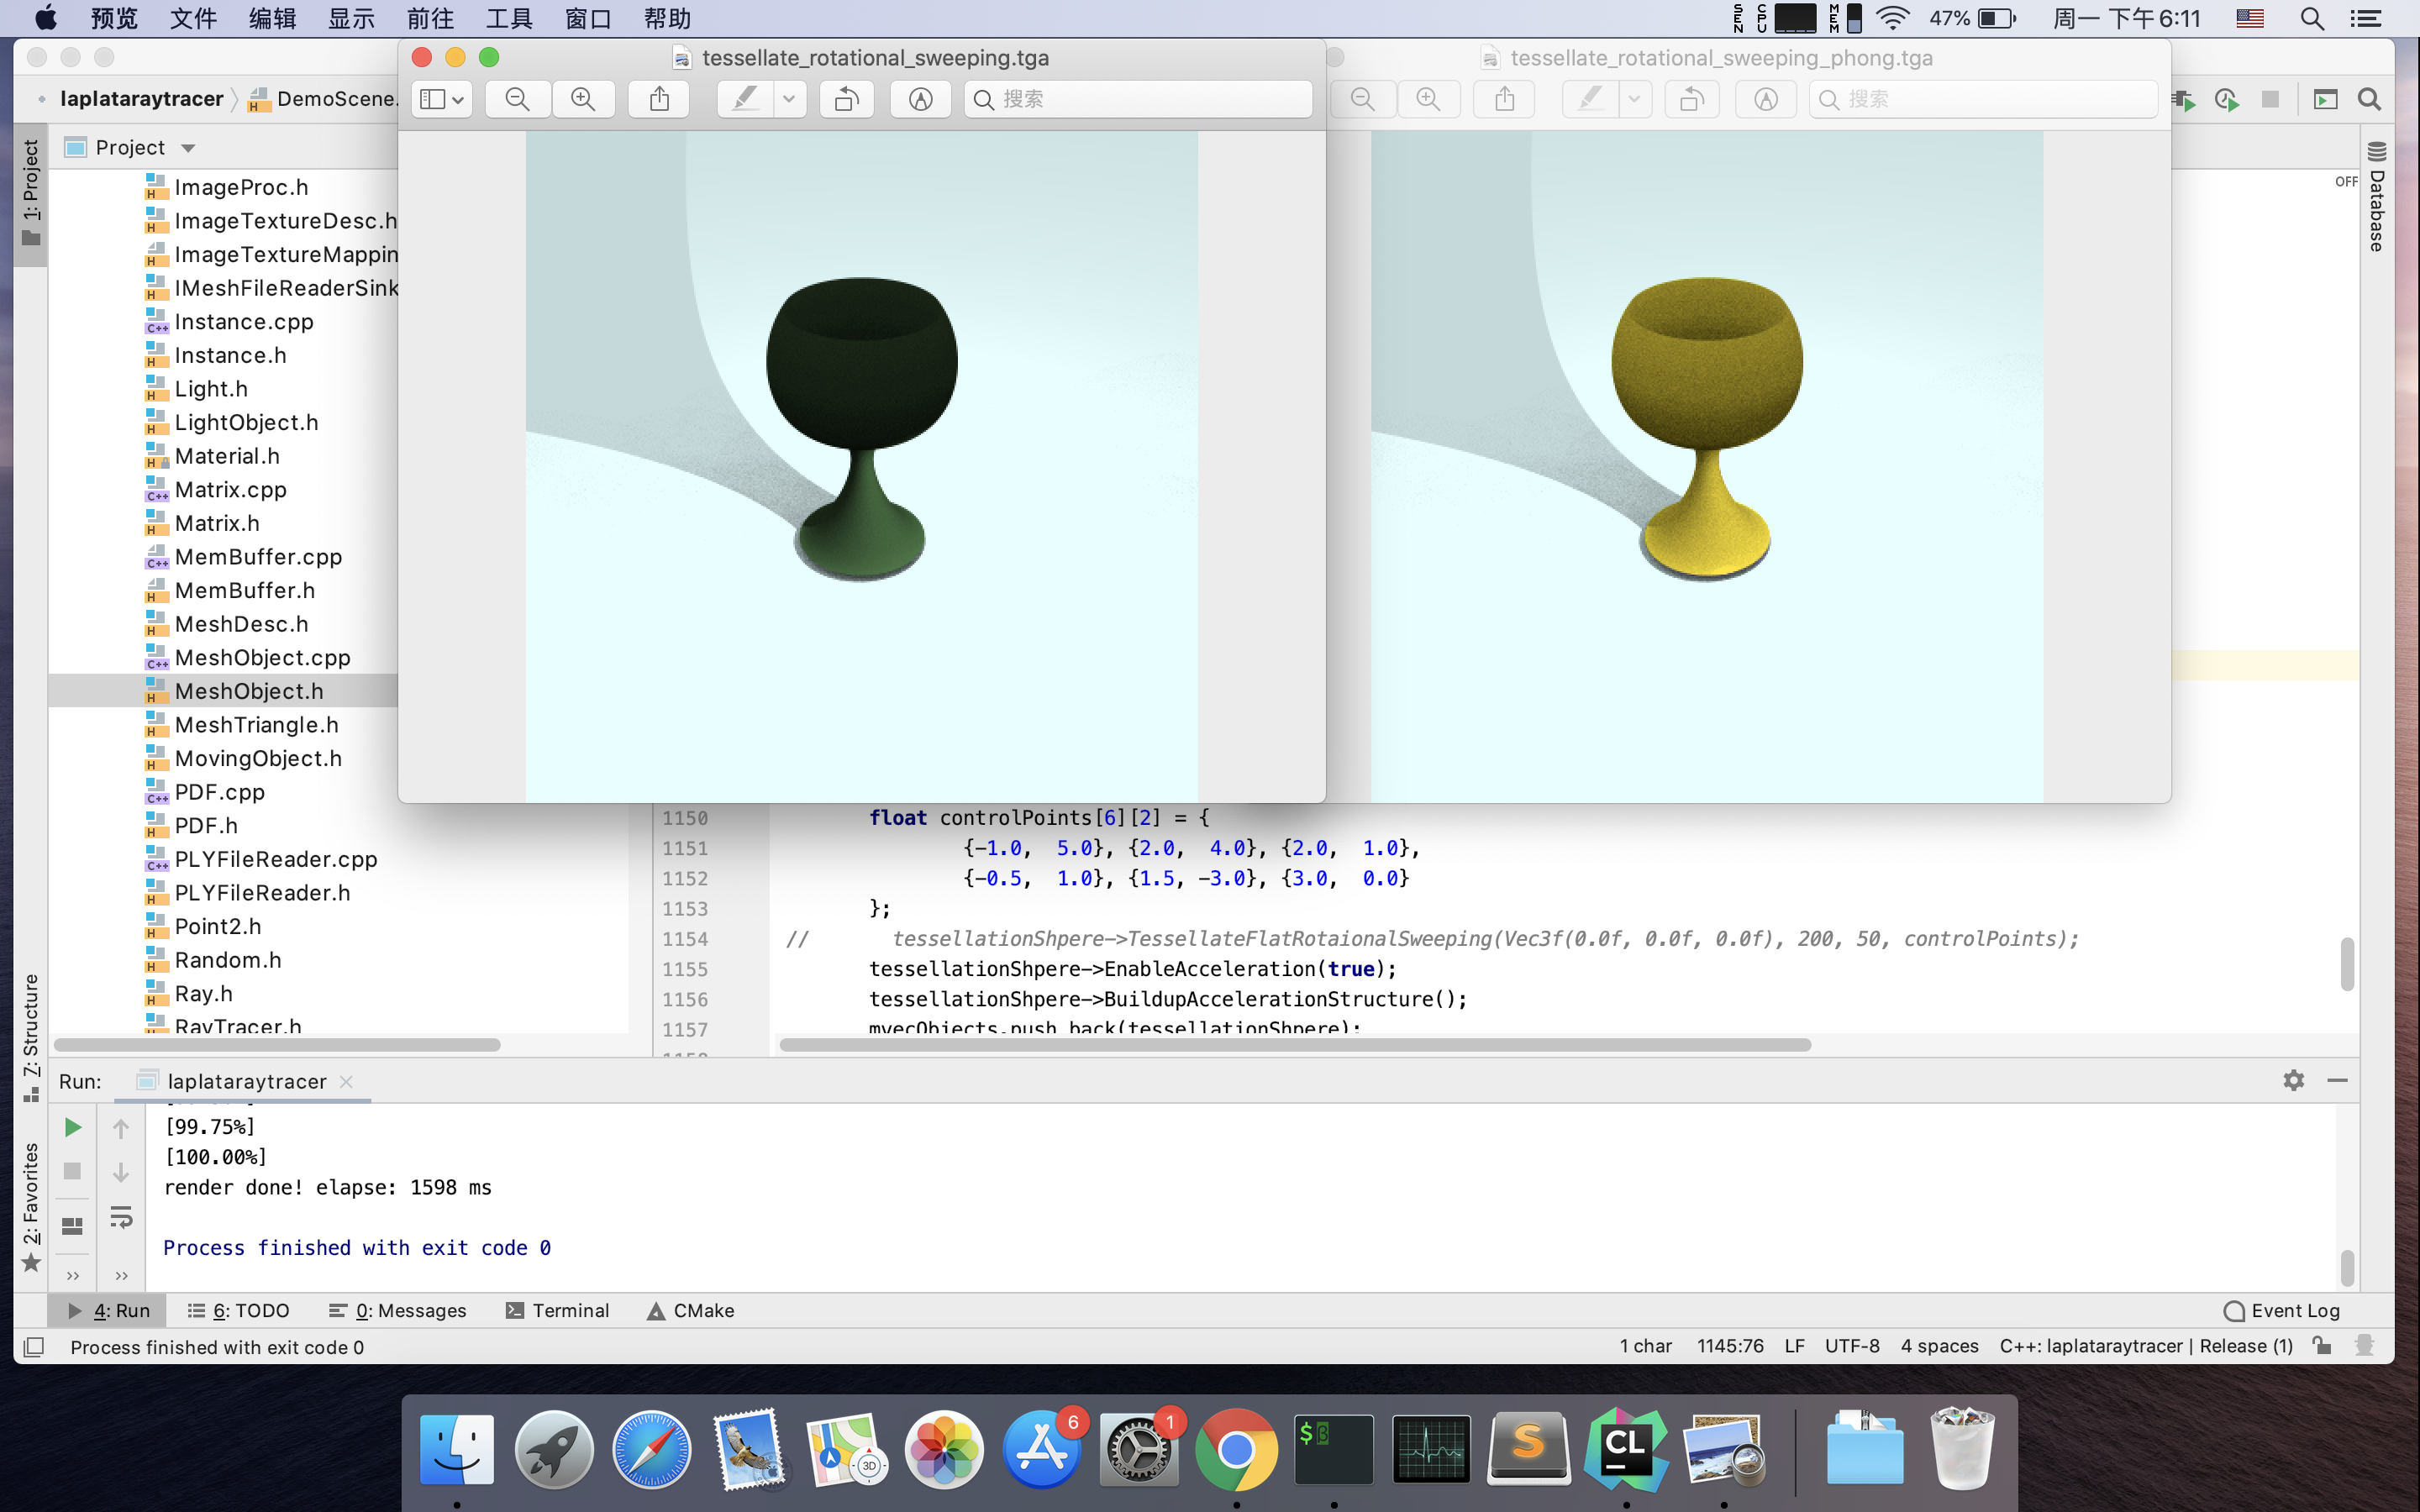 预览 文件 编辑 显示 前往 工具 窗口 帮助 SEN CPU MEM 47% 周一 下午6:11
tessellate_rotational_sweeping.tga
搜索
tessellate_rotational_sweeping_phong.tga
搜索
laplataraytracer DemoScene.
1: Project
Project
ImageProc.h
ImageTextureDesc.h
ImageTextureMappin
IMeshFileReaderSink
Instance.cpp
Instance.h
Light.h
LightObject.h
Material.h
Matrix.cpp
Matrix.h
MemBuffer.cpp
MemBuffer.h
MeshDesc.h
MeshObject.cpp
MeshObject.h
MeshTriangle.h
MovingObject.h
PDF.cpp
PDF.h
PLYFileReader.cpp
PLYFileReader.h
Point2.h
Random.h
Ray.h
RayTracer.h
OFF
Database
1150 float controlPoints[6][2] = {
1151 {-1.0, 5.0}, {2.0, 4.0}, {2.0, 1.0},
1152 {-0.5, 1.0}, {1.5, -3.0}, {3.0, 0.0}
1153 };
1154 // tessellationShpere->TessellateFlatRotaionalSweeping(Vec3f(0.0f, 0.0f, 0.0f), 200, 50, controlPoints);
1155 tessellationShpere->EnableAcceleration(true);
1156 tessellationShpere->BuildupAccelerationStructure();
1157 mvecObjects.push_back(tessellationShpere);
7: Structure
2: Favorites
Run: laplataraytracer
[99.75%]
[100.00%]
render done! elapse: 1598 ms
Process finished with exit code 0
4: Run 6: TODO 0: Messages Terminal CMake Event Log
Process finished with exit code 0 1 char 1145:76 LF UTF-8 4 spaces C++: laplataraytracer | Release (1)
3D
6
1
$
S
CL